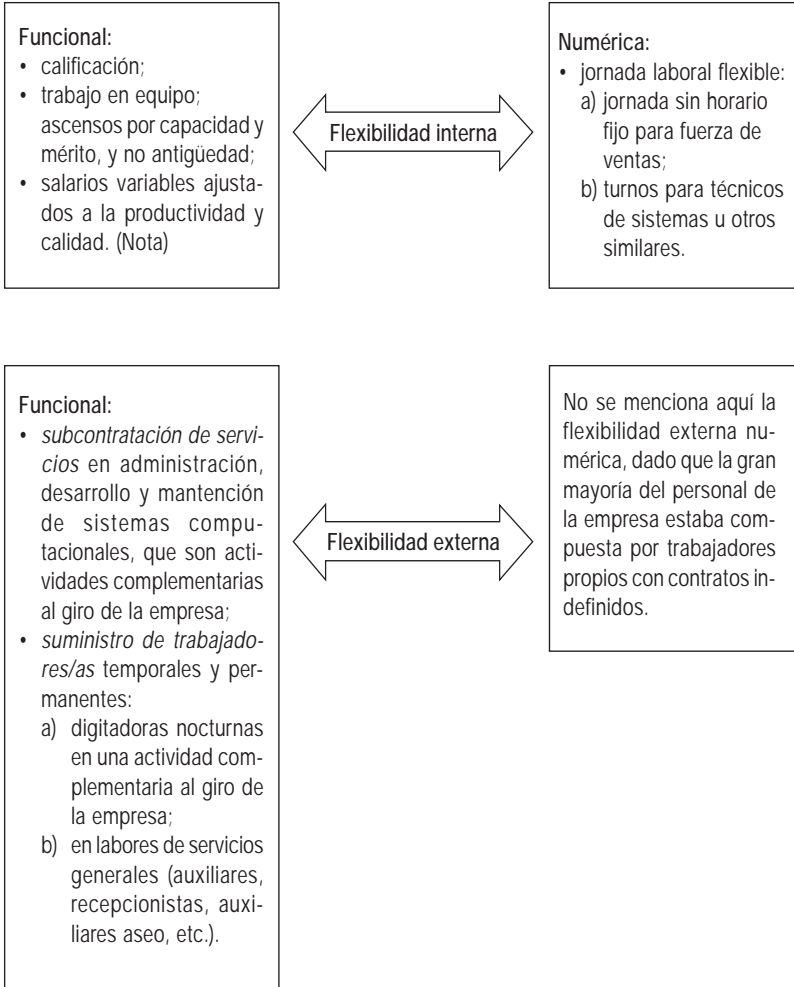 Funcional:
• calificación;
• trabajo en equipo;
ascensos por capacidad y
mérito, y no antigüedad;
• salarios variables ajusta-
dos a la productividad y
calidad. (Nota)
Flexibilidad interna
Numérica:
• jornada laboral flexible:
a) jornada sin horario
fijo para fuerza de
ventas;
b) turnos para técnicos
de sistemas u otros
similares.
Funcional:
• subcontratación de servi-
cios en administración,
desarrollo y mantención
de sistemas compu-
tacionales, que son acti-
vidades complementarias
al giro de la empresa;
• suministro de trabajado-
res/as temporales y per-
manentes:
a) digitadoras nocturnas
en una actividad com-
plementaria al giro de
la empresa;
b) en labores de servicios
generales (auxiliares,
recepcionistas, auxi-
liares aseo, etc.).
Flexibilidad externa
No se menciona aquí la
flexibilidad externa nu-
mérica, dado que la gran
mayoría del personal de
la empresa estaba com-
puesta por trabajadores
propios con contratos in-
definidos.